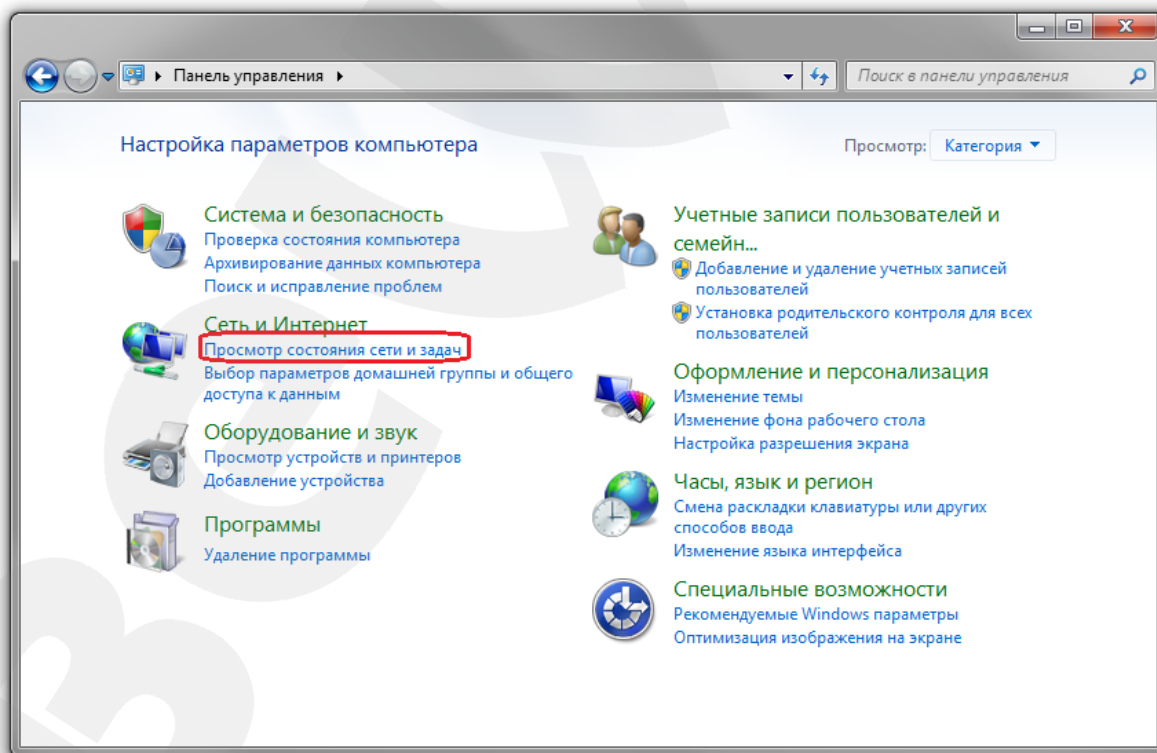 Панель управления
Поиск в панели управления
Настройка параметров компьютера
Просмотр: Категория
Система и безопасность
Проверка состояния компьютера
Архивирование данных компьютера
Поиск и исправление проблем
Сеть и Интернет
Просмотр состояния сети и задач
Выбор параметров домашней группы и общего
доступа к данным
Оборудование и звук
Просмотр устройств и принтеров
Добавление устройства
Программы
Удаление программы
Учетные записи пользователей и
семейн...
Добавление и удаление учетных записей
пользователей
Установка родительского контроля для всех
пользователей
Оформление и персонализация
Изменение темы
Изменение фона рабочего стола
Настройка разрешения экрана
Часы, язык и регион
Смена раскладки клавиатуры или других
способов ввода
Изменение языка интерфейса
Специальные возможности
Рекомендуемые Windows параметры
Оптимизация изображения на экране